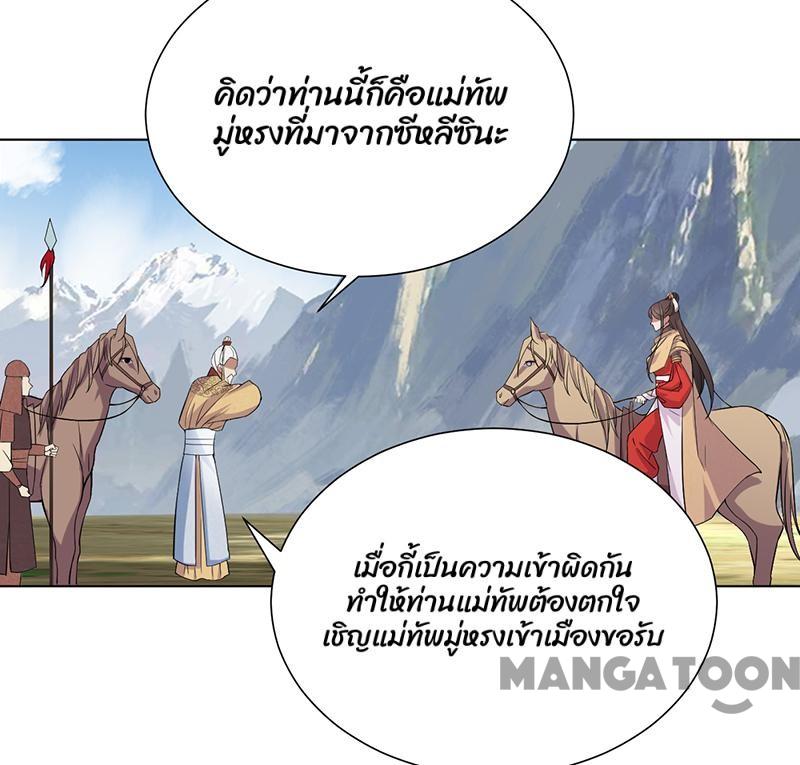 คิดว่าท่านนี้ก็คือแม่ทัพ
มู่หรงที่มาจากซีหลีซินะ
เมื่อกี้เป็นความเข้าผิดกัน
ทำให้ท่านแม่ทัพต้องตกใจ
เชิญแม่ทัพมู่หรงเข้าเมืองขอรับ
MANGATOON